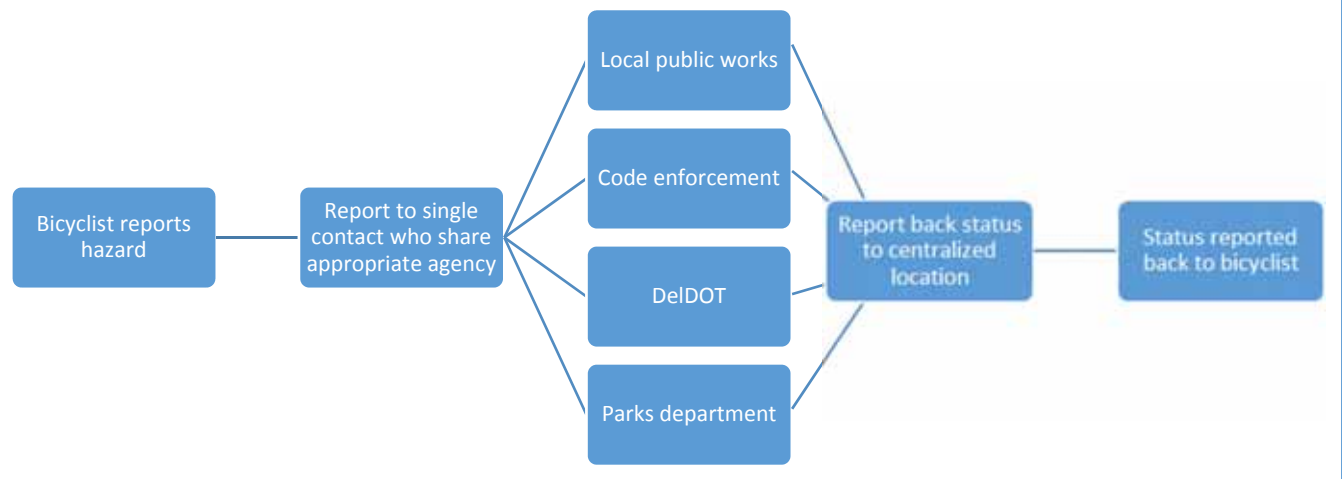 Bicyclist reports
hazard
Report to single
contact who share
appropriate agency
Local public works
Code enforcement
DelDOT
Parks department
Report back status
to centralized
location
Status reported
back to bicyclist